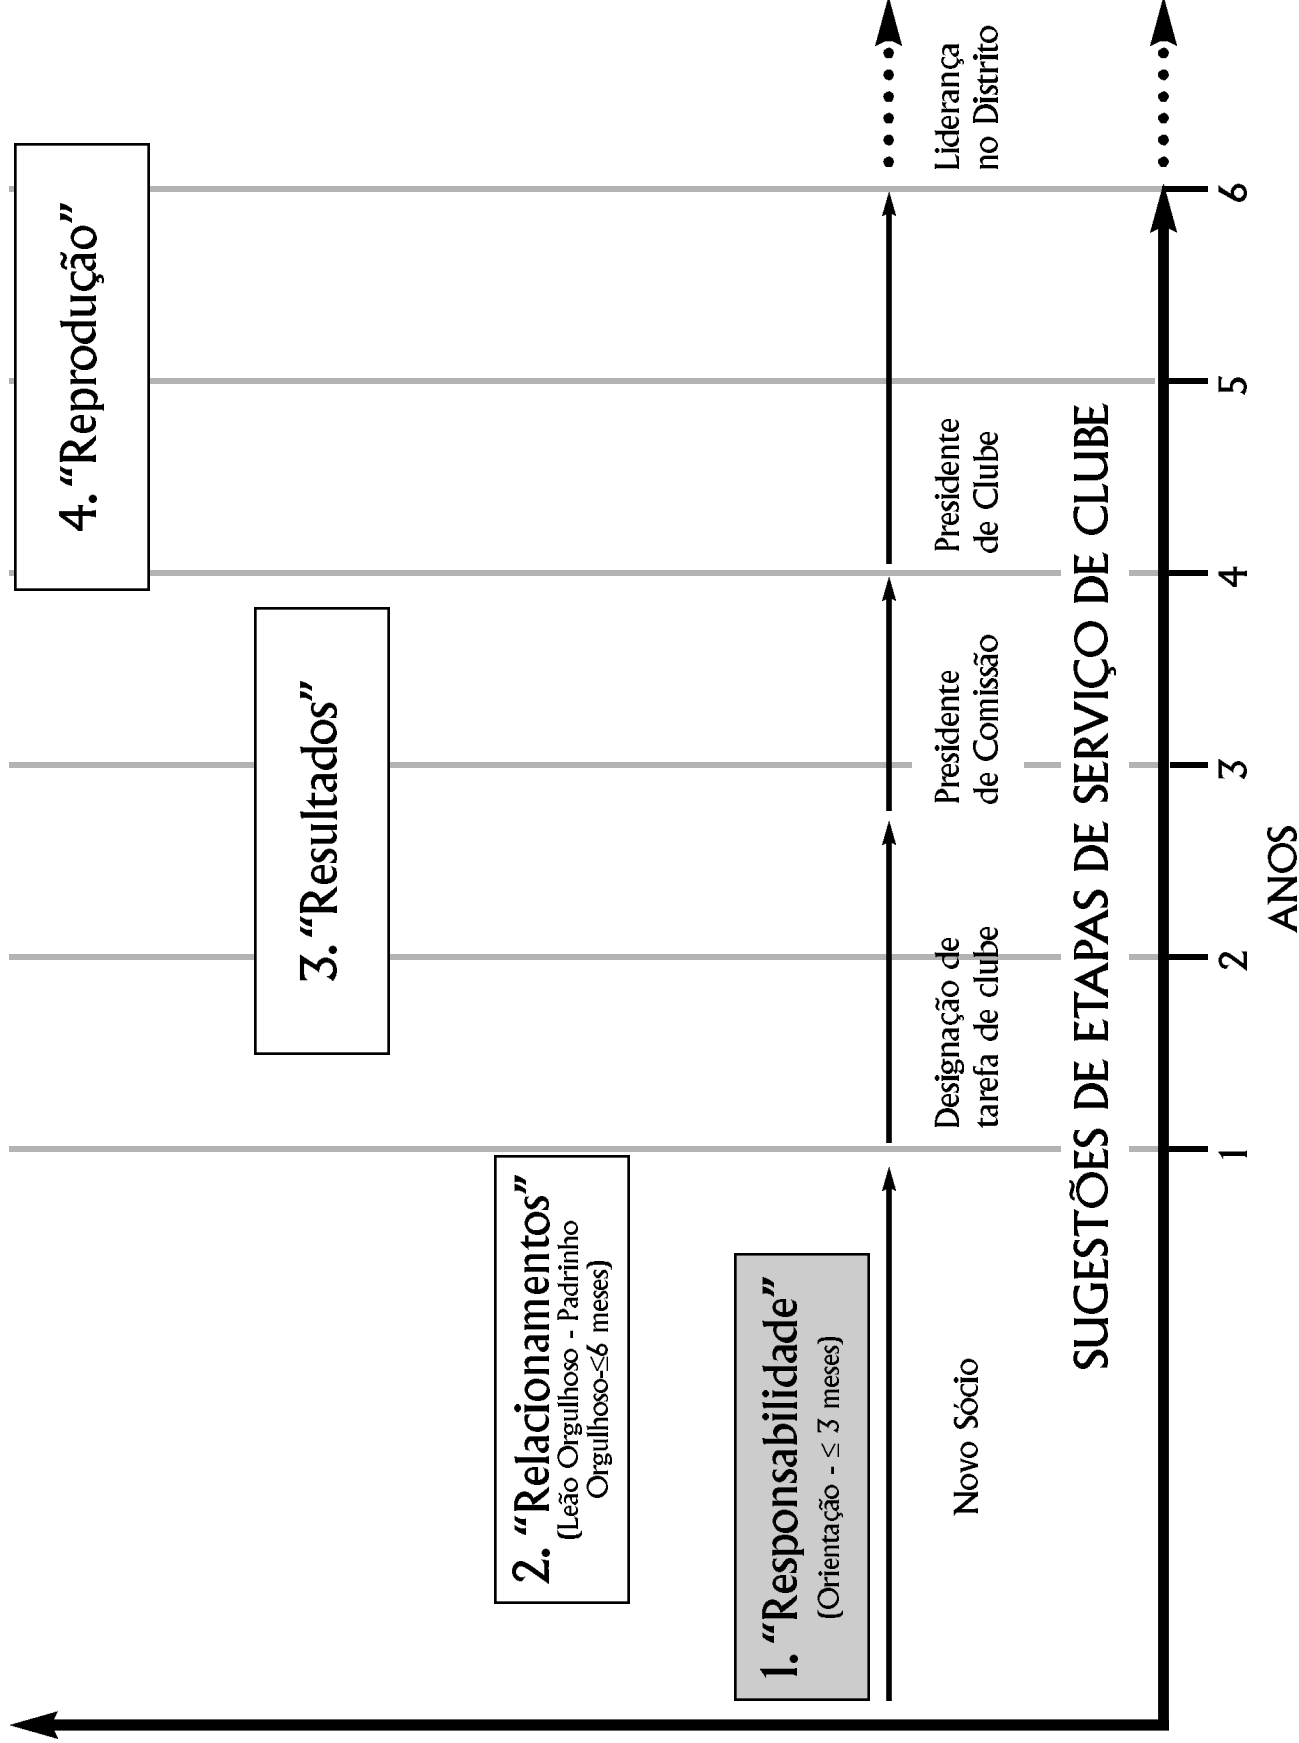 4. “Reprodução”
3. “Resultados”
2. “Relacionamentos”
(Leão Orgulhoso - Padrinho
Orgulhoso-≤6 meses)
1. “Responsabilidade”
(Orientação - ≤ 3 meses)
Novo Sócio
Designação de
tarefa de clube
Presidente
de Comissão
Presidente
de Clube
Liderança
no Distrito
SUGESTÕES DE ETAPAS DE SERVIÇO DE CLUBE
1
2
3
4
5
6
ANOS